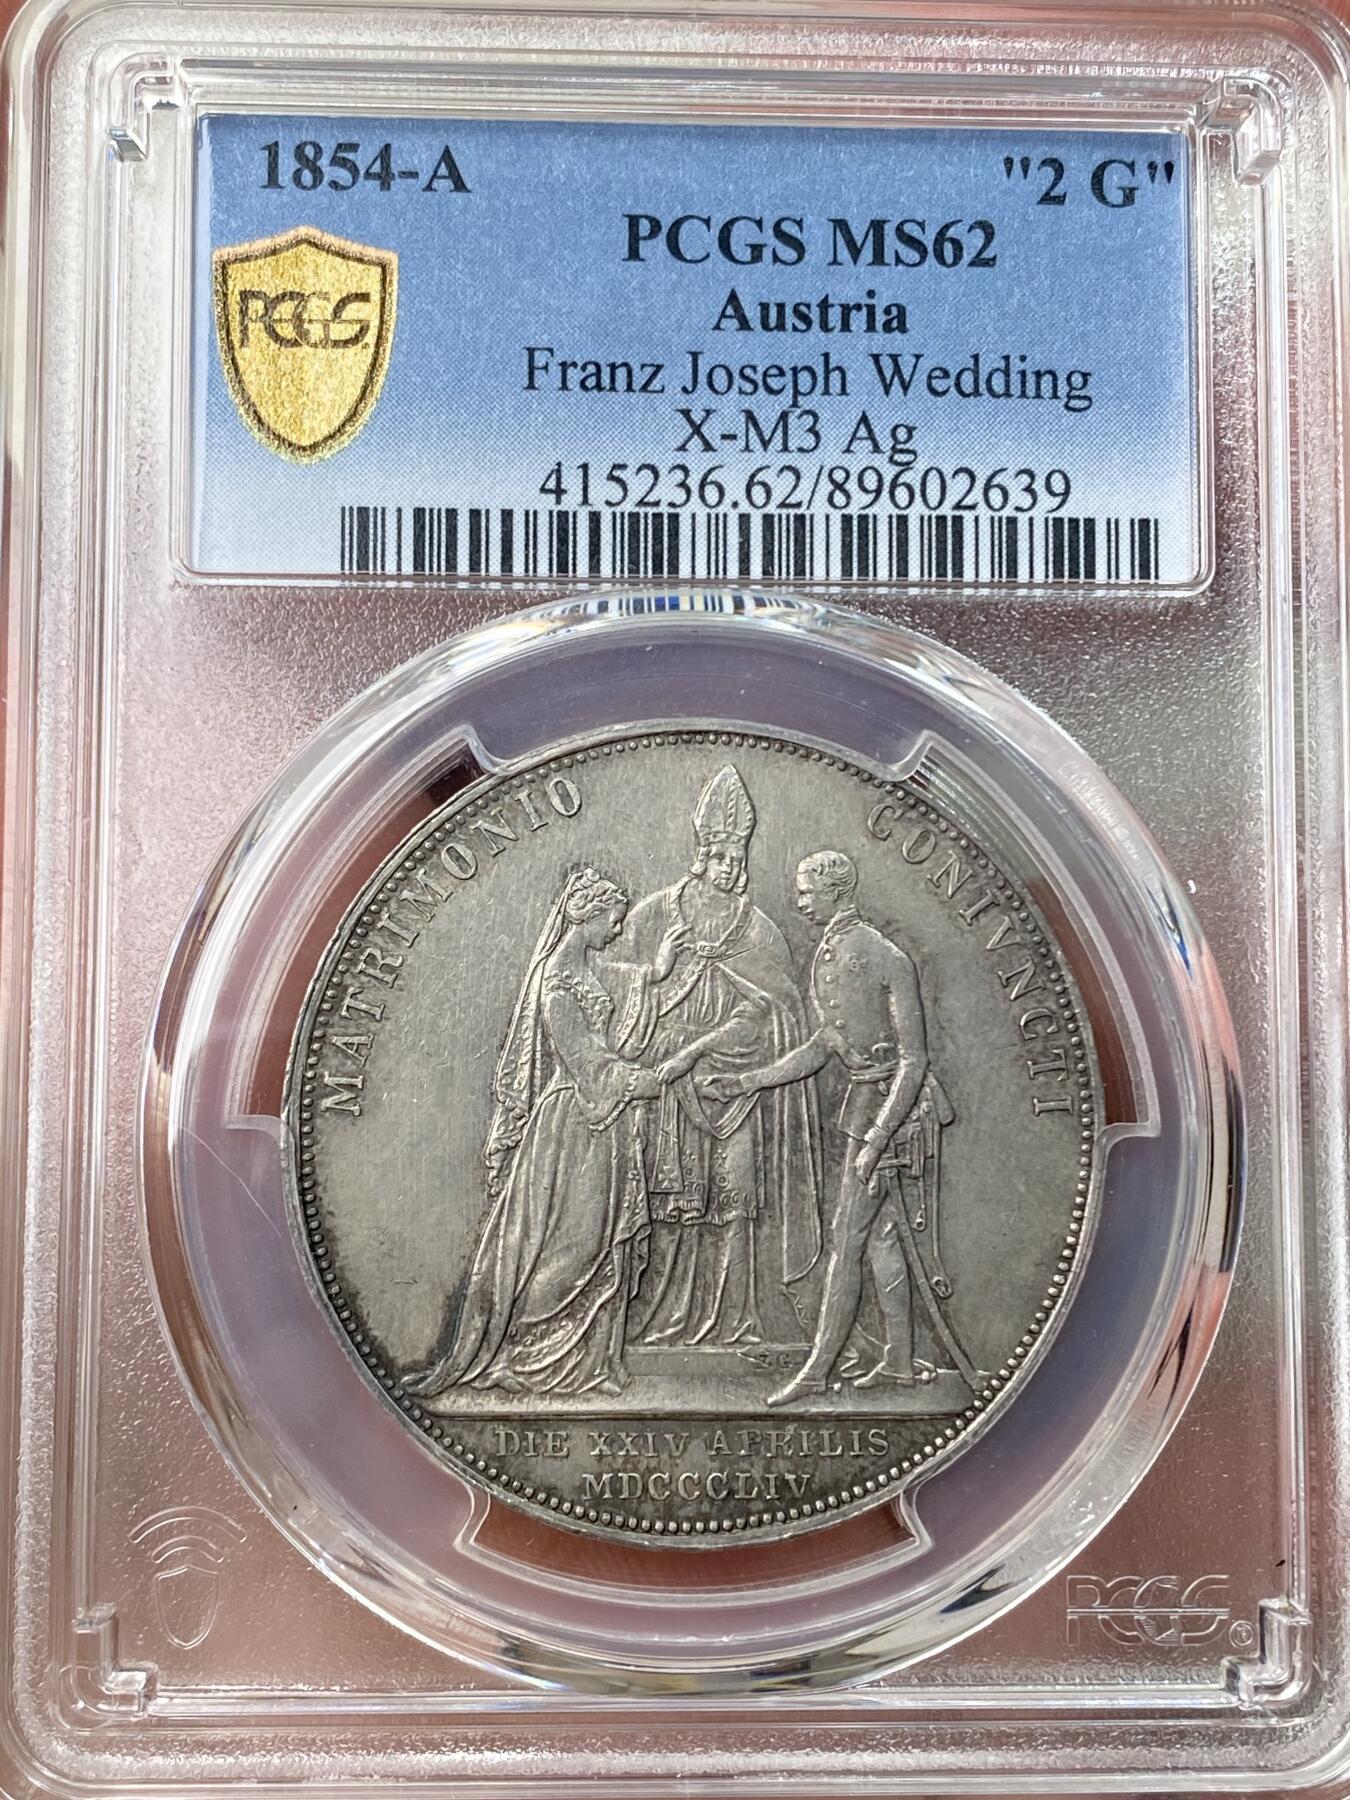 1854-A "2 G"
PCGS MS62
PCGS
Austria
Franz Joseph Wedding
X-M3 Ag
415236.62/89602639
MATRIMONIO CONIVNCTI
DIE XXIV APRILIS
MDCCCLIV
PCGS